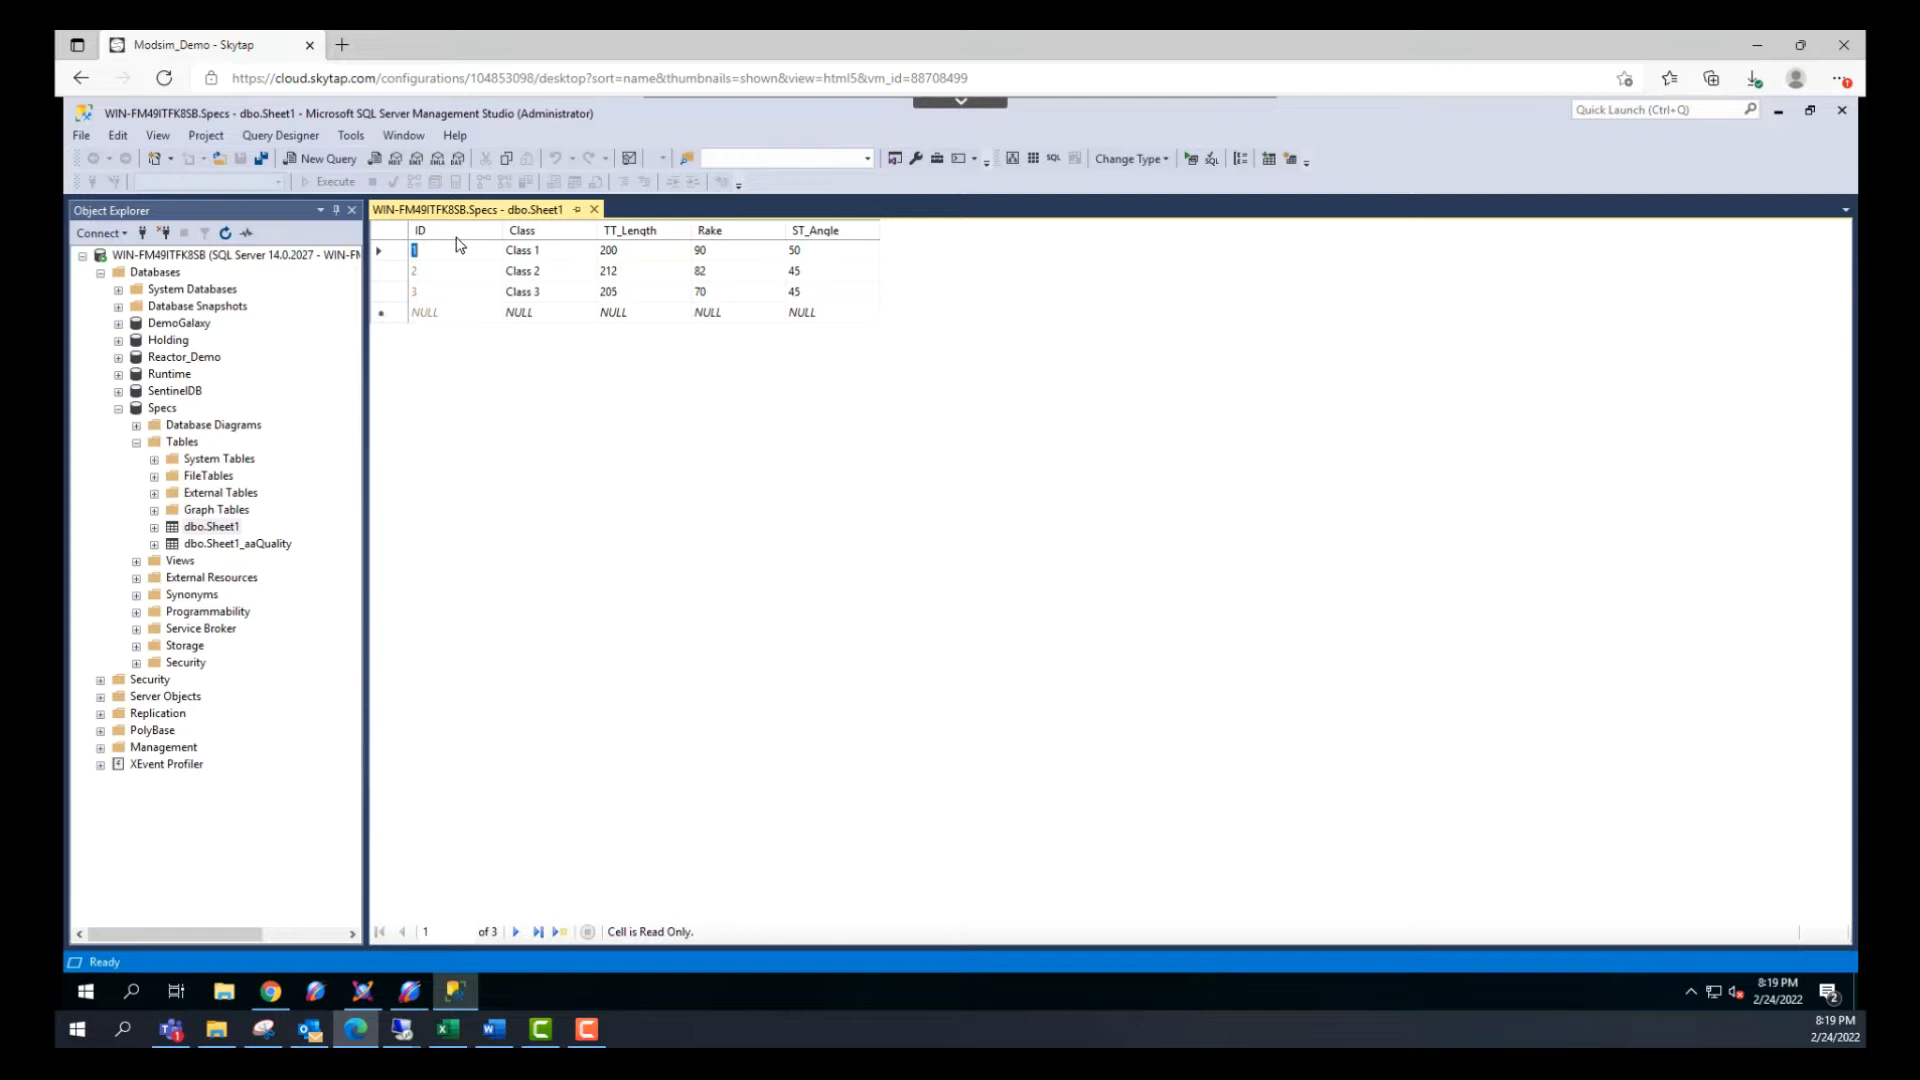 Modsim_Demo - Skytap
https://cloud.skytap.com/configurations/104853098/desktop?sort=name&thumbnails=shown&view=html5&vm_id=88708499
WIN-FM49ITFK8SB.Specs - dbo.Sheet1 - Microsoft SQL Server Management Studio (Administrator)
Quick Launch (Ctrl+Q)
File Edit View Project Query Designer Tools Window Help
New Query
SQL
Change Type
Execute
Object Explorer
Connect
WIN-FM49ITFK8SB (SQL Server 14.0.2027 - WIN-FM
Databases
System Databases
Database Snapshots
DemoGalaxy
Holding
Reactor_Demo
Runtime
SentinelDB
Specs
Database Diagrams
Tables
System Tables
FileTables
External Tables
Graph Tables
dbo.Sheet1
dbo.Sheet1_aaQuality
Views
External Resources
Synonyms
Programmability
Service Broker
Storage
Security
Security
Server Objects
Replication
PolyBase
Management
XEvent Profiler
WIN-FM49ITFK8SB.Specs - dbo.Sheet1
ID Class TT_Length Rake ST_Angle
1 Class 1 200 90 50
2 Class 2 212 82 45
3 Class 3 205 70 45
NULL NULL NULL NULL NULL
1 of 3 Cell is Read Only.
Ready
8:19 PM
2/24/2022
2
8:19 PM
2/24/2022